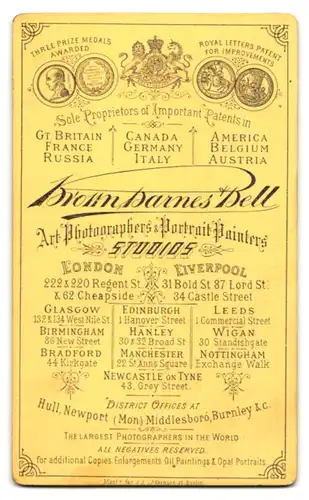 THREE PRIZE MEDALS
AWARDED
ROYAL LETTERS PATENT
FOR IMPROVEMENTS
Sole Proprietors of Important Patents in
GT BRITAIN
FRANCE
RUSSIA
CANADA
GERMANY
ITALY
AMERICA
BELGIUM
AUSTRIA
Brown Barnes & Bell
Art Photographers & Portrait Painters
STUDIOS
LONDON
222 & 220 Regent St.
& 62 Cheapside
LIVERPOOL
31 Bold St 87 Lord St
34 Castle Street
GLASGOW
132 & 134 West Nile St.
BIRMINGHAM
86 New Street
BRADFORD
44 Kirkgate
EDINBURGH
1 Hanover Street
HANLEY
30 & 32 Broad St
MANCHESTER
22 St Anns Square
LEEDS
1 Commercial Street
WIGAN
30 Standishgate
NOTTINGHAM
Exchange Walk
NEWCASTLE ON TYNE
43, Grey Street.
DISTRICT OFFICES AT
Hull, Newport (Mon) Middlesboro, Burnley &c.
THE LARGEST PHOTOGRAPHERS IN THE WORLD
ALL NEGATIVES RESERVED.
for additional Copies Enlargements Oil Paintings & Opal Portraits